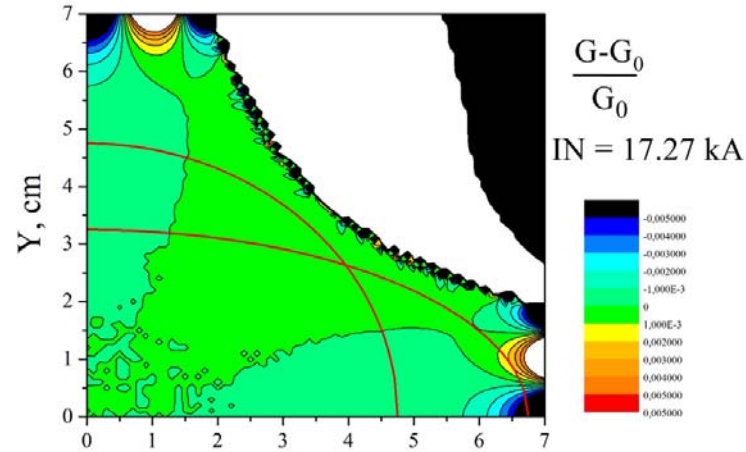 7
6
5
4
3
2
1
0
Y, cm
0 1 2 3 4 5 6 7
G-G₀
G₀
IN = 17.27 kA
-0,005000
-0,004000
-0,003000
-0,002000
-1,000E-3
0
1,000E-3
0,002000
0,003000
0,004000
0,005000